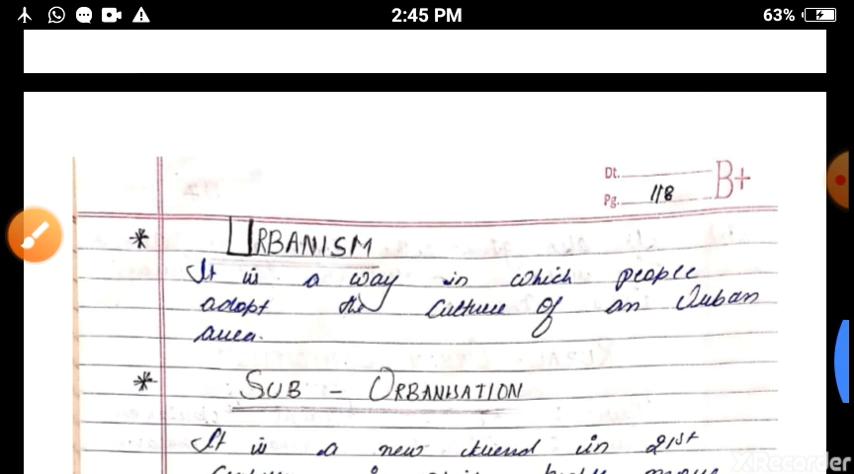 2:45 PM
63%
Dt.
B+
Pg. 118
* URBANISM
It is a way in which people
adopt the Culture of an Urban
area.
* SUB - ORBANISATION
It is a new trend in 21st
XRecorder